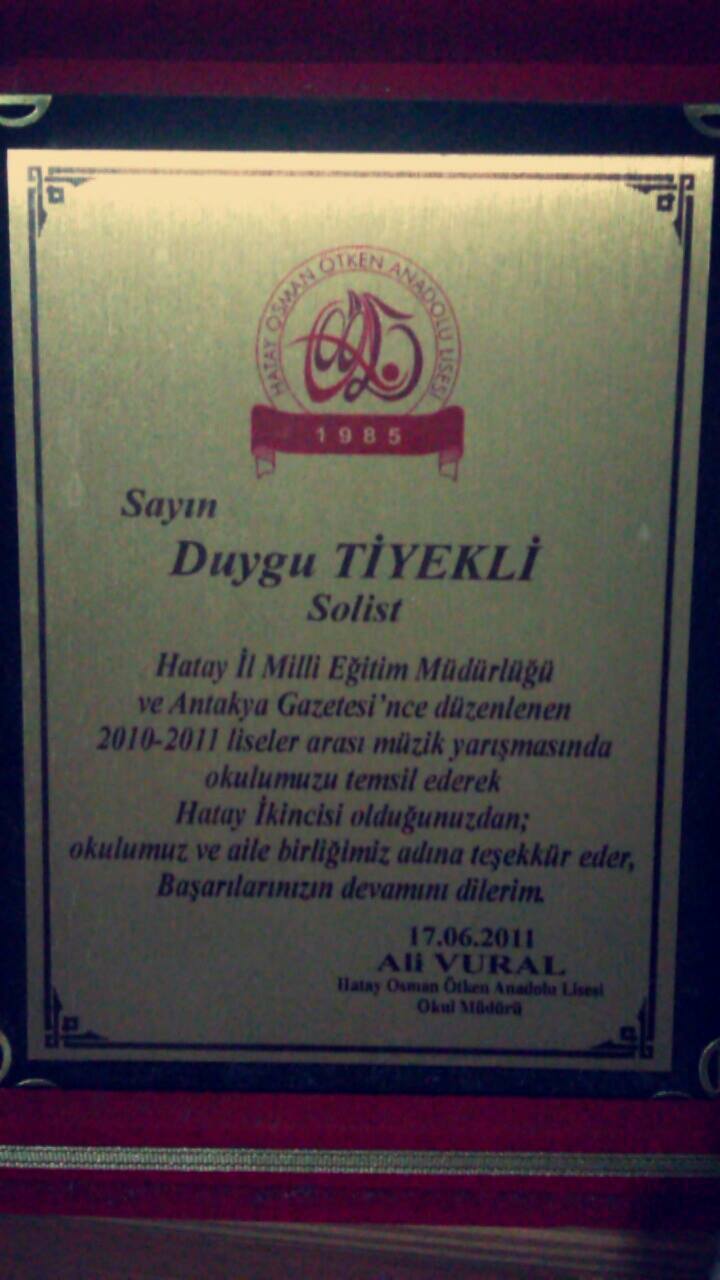 HATAY OSMAN ÖTKEN ANADOLU LİSESİ
1985
Sayın
Duygu TİYEKLİ
Solist
Hatay İl Milli Eğitim Müdürlüğü
ve Antakya Gazetesi'nce düzenlenen
2010-2011 liseler arası müzik yarışmasında
okulumuzu temsil ederek
Hatay İkincisi olduğunuzdan;
okulumuz ve aile birliğimiz adına teşekkür eder,
Başarılarınızın devamını dilerim.
17.06.2011
Ali VURAL
Hatay Osman Ötken Anadolu Lisesi
Okul Müdürü